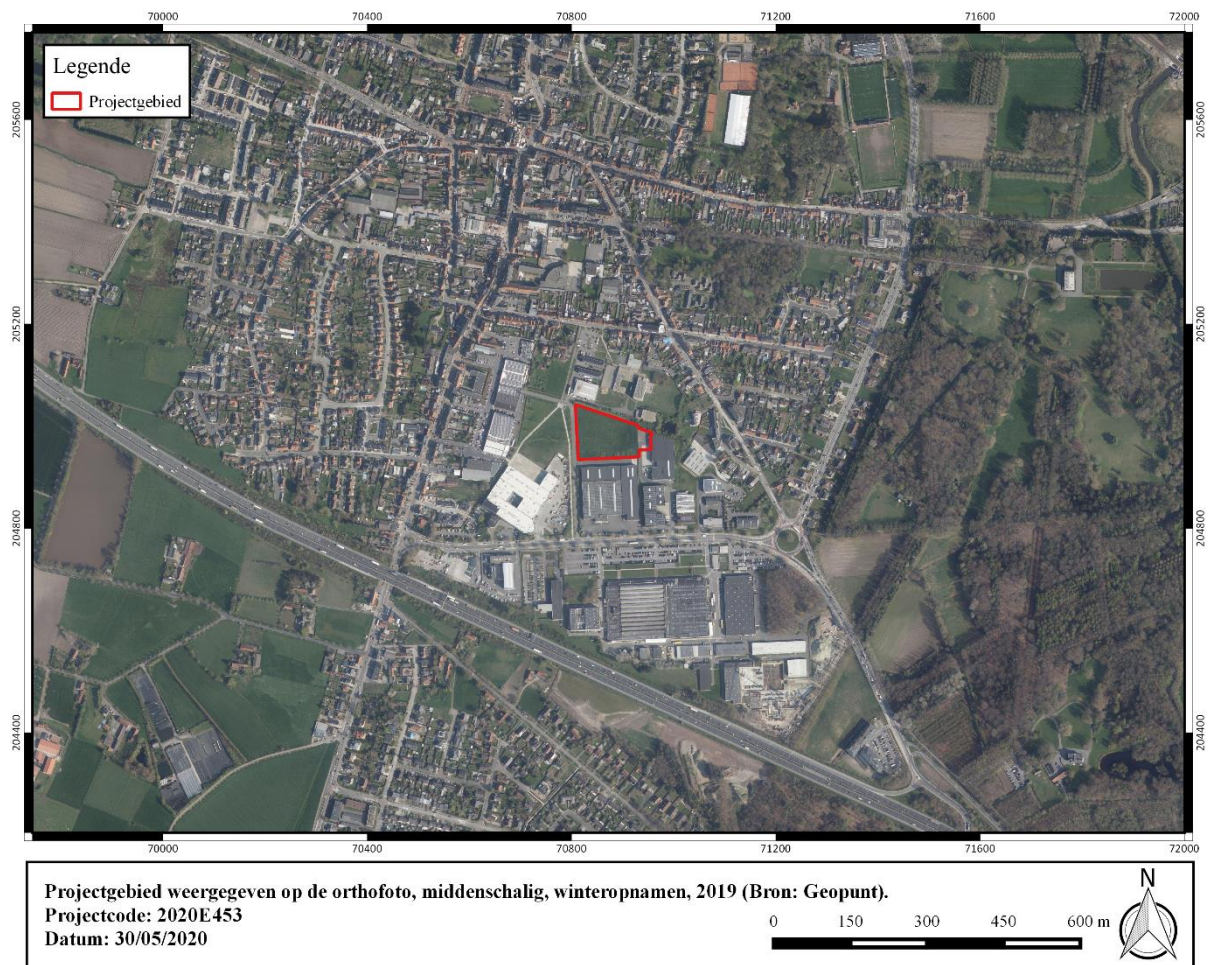 70000 70400 70800 71200 71600 72000
Legende
Projectgebied
205600 205600
205200 205200
204800 204800
204400 204400
70000 70400 70800 71200 71600 72000
Projectgebied weergegeven op de orthofoto, middenschalig, winteropnamen, 2019 (Bron: Geopunt).
Projectcode: 2020E453
Datum: 30/05/2020
0 150 300 450 600 m
N